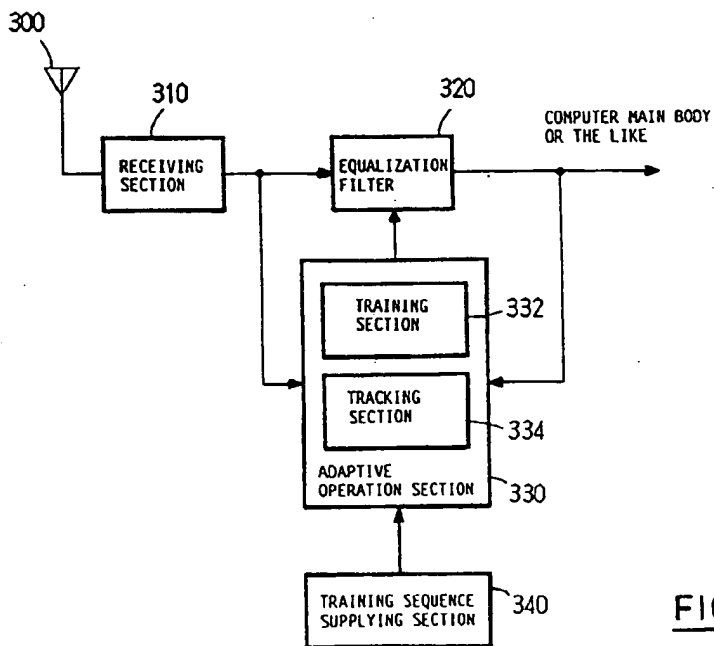 300
310
320
COMPUTER MAIN BODY
OR THE LIKE
RECEIVING
SECTION
EQUALIZATION
FILTER
TRAINING
SECTION
332
TRACKING
SECTION
334
ADAPTIVE
OPERATION SECTION
330
TRAINING SEQUENCE
SUPPLYING SECTION
340